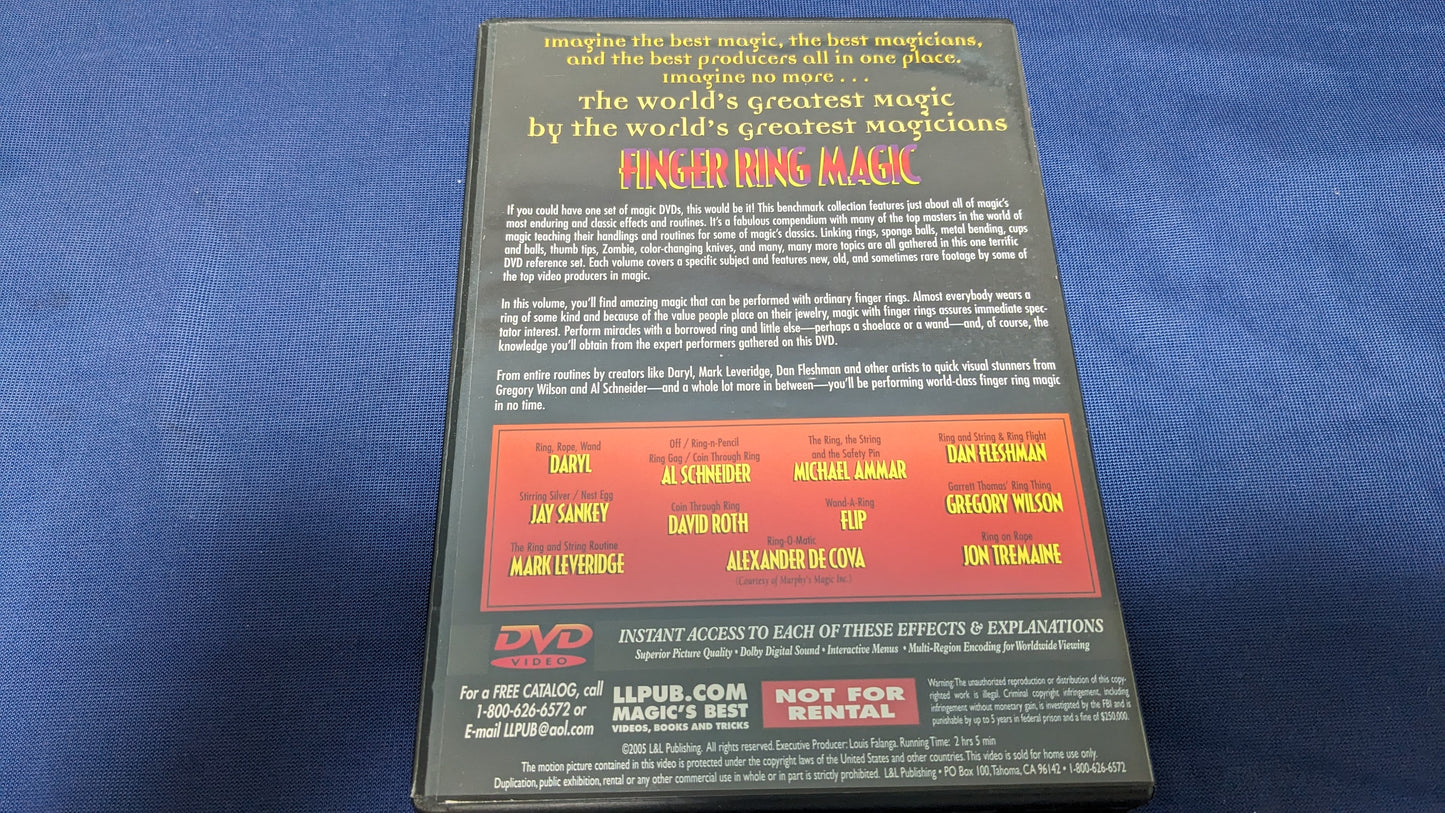 Imagine the best magic, the best magicians,
and the best producers all in one place.
Imagine no more . . .
The World's Greatest Magic
by the World's Greatest Magicians
FINGER RING MAGIC
If you could have one set of magic DVDs, this would be it! This benchmark collection features just about all of magic's
most enduring and classic effects and routines. It's a fabulous compendium with many of the top masters in the world of
magic teaching their handlings and routines for some of magic's classics. Linking rings, sponge balls, metal bending, cups
and balls, thumb tips, Zombie, color-changing knives, and many, many more topics are all gathered in this one terrific
DVD reference set. Each volume covers a specific subject and features new, old, and sometimes rare footage by some of
the top video producers in magic.
In this volume, you'll find amazing magic that can be performed with ordinary finger rings. Almost everybody wears a
ring of some kind and because of the value people place on their jewelry, magic with finger rings assures immediate spec-
tator interest. Perform miracles with a borrowed ring and little else—perhaps a shoelace or a wand—and, of course, the
knowledge you'll obtain from the expert performers gathered on this DVD.
From entire routines by creators like Daryl, Mark Leveridge, Dan Fleshman and other artists to quick visual stunners from
Gregory Wilson and Al Schneider—and a whole lot more in between—you'll be performing world-class finger ring magic
in no time.
Ring, Rope, Wand
DARYL
Off / Ring-n-Pencil
Ring Gag / Coin Through Ring
AL SCHNEIDER
The Ring, the String
and the Safety Pin
MICHAEL AMMAR
Ring and String & Ring Flight
DAN FLESHMAN
Stirring Silver / Nest Egg
JAY SANKEY
Coin Through Ring
DAVID ROTH
Wand-A-Ring
FLIP
Garrett Thomas' Ring Thing
GREGORY WILSON
The Ring and String Routine
MARK LEVERIDGE
Ring-O-Matic
ALEXANDER DE COVA
(Courtesy of Murphy's Magic Inc.)
Ring on Rope
JON TREMAINE
DVD
VIDEO
INSTANT ACCESS TO EACH OF THESE EFFECTS & EXPLANATIONS
Superior Picture Quality • Dolby Digital Sound • Interactive Menus • Multi-Region Encoding for Worldwide Viewing
For a FREE CATALOG, call
1-800-626-6572 or
E-mail LLPUB@aol.com
LLPUB.COM
MAGIC'S BEST
VIDEOS, BOOKS AND TRICKS
NOT FOR
RENTAL
Warning: The unauthorized reproduction or distribution of this copy-
righted work is illegal. Criminal copyright infringement, including
infringement without monetary gain, is investigated by the FBI and is
punishable by up to 5 years in federal prison and a fine of $250,000.
©2005 L&L Publishing. All rights reserved. Executive Producer: Louis Falanga. Running Time: 2 hrs 5 min
The motion picture contained in this video is protected under the copyright laws of the United States and other countries. This video is sold for home use only.
Duplication, public exhibition, rental or any other commercial use in whole or in part is strictly prohibited. L&L Publishing • PO Box 100, Tahoma, CA 96142 • 1-800-626-6572